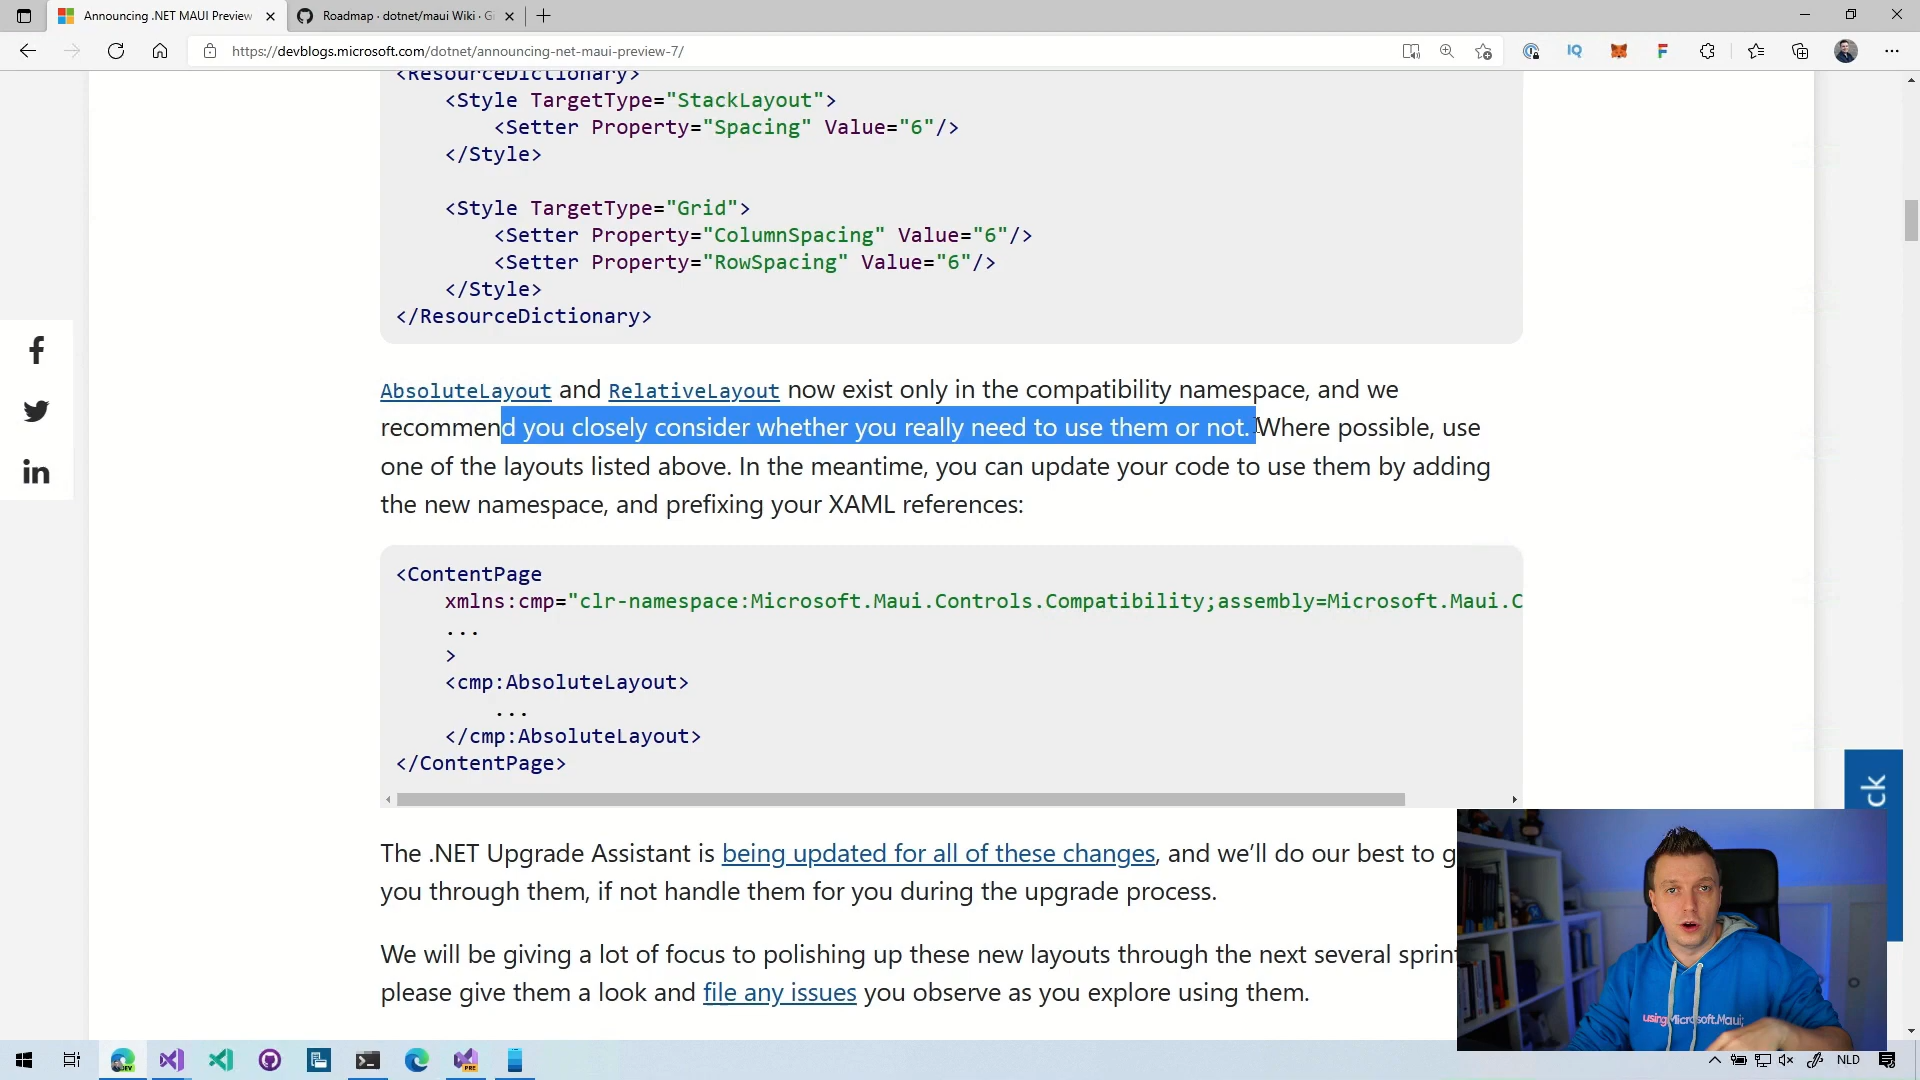 Announcing .NET MAUI Preview
Roadmap · dotnet/maui Wiki · Gi
https://devblogs.microsoft.com/dotnet/announcing-net-maui-preview-7/
<ResourceDictionary>
<Style TargetType="StackLayout">
<Setter Property="Spacing" Value="6"/>
</Style>
<Style TargetType="Grid">
<Setter Property="ColumnSpacing" Value="6"/>
<Setter Property="RowSpacing" Value="6"/>
</Style>
</ResourceDictionary>
AbsoluteLayout and RelativeLayout now exist only in the compatibility namespace, and we
recommend you closely consider whether you really need to use them or not. Where possible, use
one of the layouts listed above. In the meantime, you can update your code to use them by adding
the new namespace, and prefixing your XAML references:
<ContentPage
xmlns:cmp="clr-namespace:Microsoft.Maui.Controls.Compatibility;assembly=Microsoft.Maui.C
...
>
<cmp:AbsoluteLayout>
...
</cmp:AbsoluteLayout>
</ContentPage>
ck
The .NET Upgrade Assistant is being updated for all of these changes, and we'll do our best to g
you through them, if not handle them for you during the upgrade process.
We will be giving a lot of focus to polishing up these new layouts through the next several sprint
please give them a look and file any issues you observe as you explore using them.
using Microsoft.Maui;
DEV
PRE
NLD